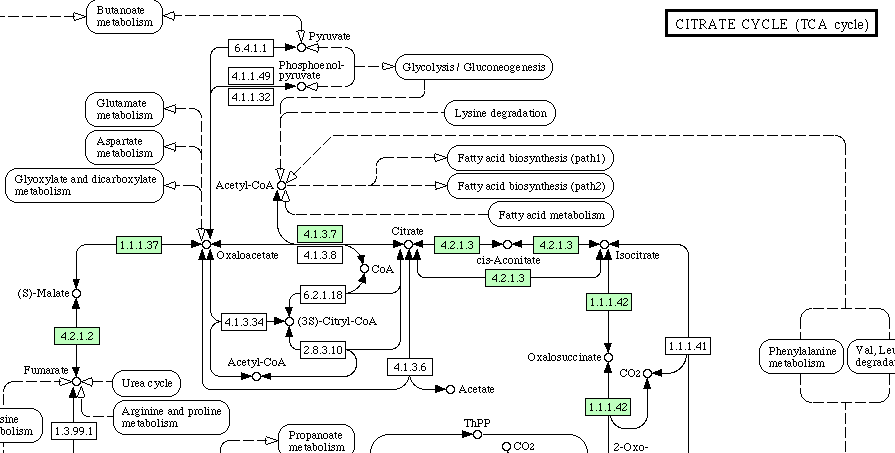 Butanoate
metabolism
CITRATE CYCLE (TCA cycle)
Pyruvate
6.4.1.1
Phosphoenol-
pyruvate
4.1.1.49
4.1.1.32
Glycolysis / Gluconeogenesis
Glutamate
metabolism
Lysine degradation
Aspartate
metabolism
Fatty acid biosynthesis (path1)
Glyoxylate and dicarboxylate
metabolism
Acetyl-CoA
Fatty acid biosynthesis (path2)
Fatty acid metabolism
1.1.1.37
Oxaloacetate
4.1.3.7
4.1.3.8
Citrate
4.2.1.3
4.2.1.3
cis-Aconitate
Isocitrate
CoA
4.2.1.3
(S)-Malate
6.2.1.18
1.1.1.42
4.1.3.34
(3S)-Citryl-CoA
4.2.1.2
2.8.3.10
1.1.1.41
Acetyl-CoA
4.1.3.6
Oxalosuccinate
Phenylalanine
metabolism
Val, Leu
degrada
Fumarate
Urea cycle
Acetate
CO2
1.1.1.42
sine
bolism
Arginine and proline
metabolism
1.3.99.1
Propanoate
metabolism
ThPP
CO2
2-Oxo-